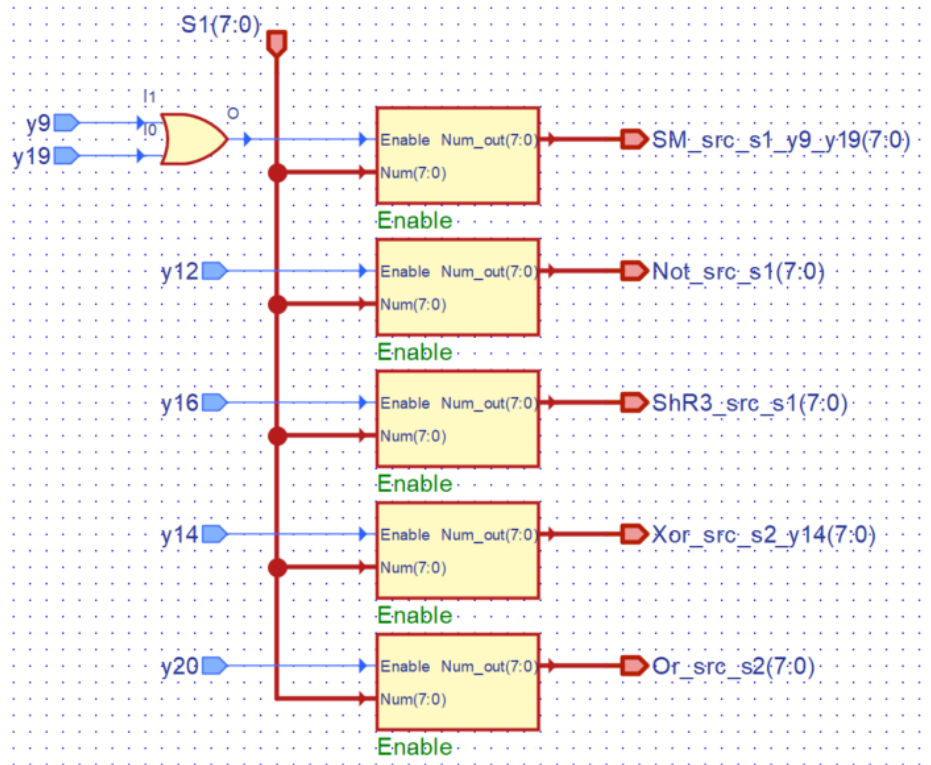 S1(7:0)
I1
O
y9
I0
y19
Enable Num_out(7:0)
SM_src_s1_y9_y19(7:0)
Num(7:0)
Enable
y12
Enable Num_out(7:0)
Not_src_s1(7:0)
Num(7:0)
Enable
y16
Enable Num_out(7:0)
ShR3_src_s1(7:0)
Num(7:0)
Enable
y14
Enable Num_out(7:0)
Xor_src_s2_y14(7:0)
Num(7:0)
Enable
y20
Enable Num_out(7:0)
Or_src_s2(7:0)
Num(7:0)
Enable